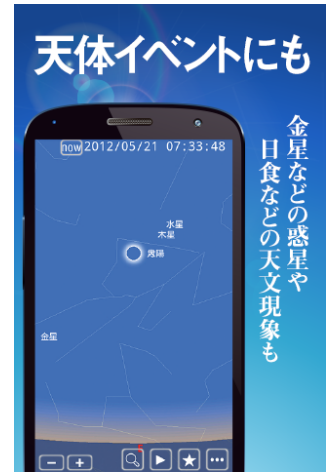 天体イベントにも
金星などの惑星や
日食などの天文現象も
now 2012/05/21 07:33:48
水星
木星
太陽
金星